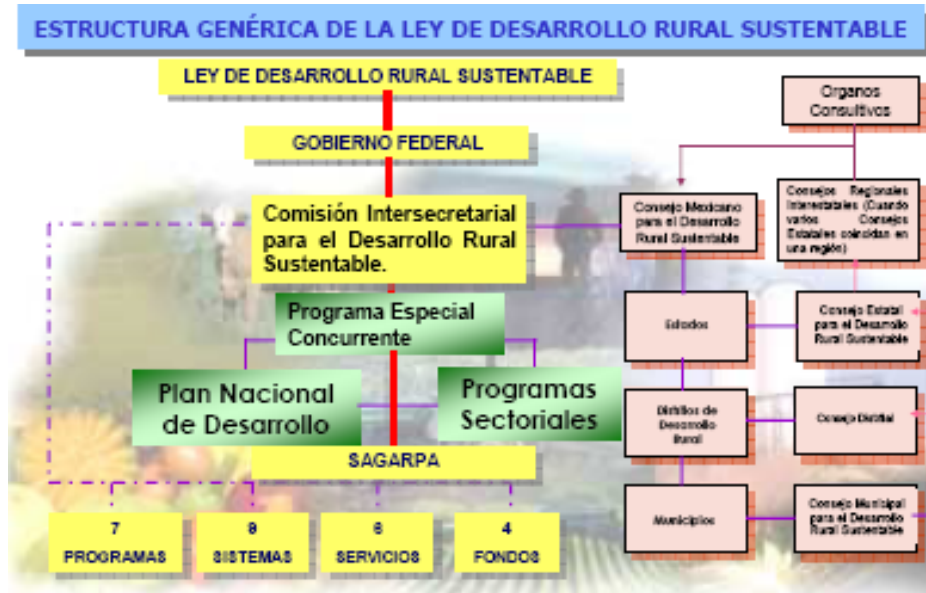 ESTRUCTURA GENÉRICA DE LA LEY DE DESARROLLO RURAL SUSTENTABLE
LEY DE DESARROLLO RURAL SUSTENTABLE
GOBIERNO FEDERAL
Comisión Intersecretarial
para el Desarrollo Rural
Sustentable.
Programa Especial
Concurrente
Plan Nacional
de Desarrollo
Programas
Sectoriales
SAGARPA
7
PROGRAMAS
9
SISTEMAS
6
SERVICIOS
4
FONDOS
Organos
Consultivos
Consejo Mexicano
para el Desarrollo
Rural Sustentable
Consejos Regionales
Interestatales (Cuando
varios Consejos
Estatales coincidan en
una región)
Estados
Consejo Estatal
para el Desarrollo
Rural Sustentable
Distritos de
Desarrollo
Rural
Consejo Distrital
Municipios
Consejo Municipal
para el Desarrollo
Rural Sustentable